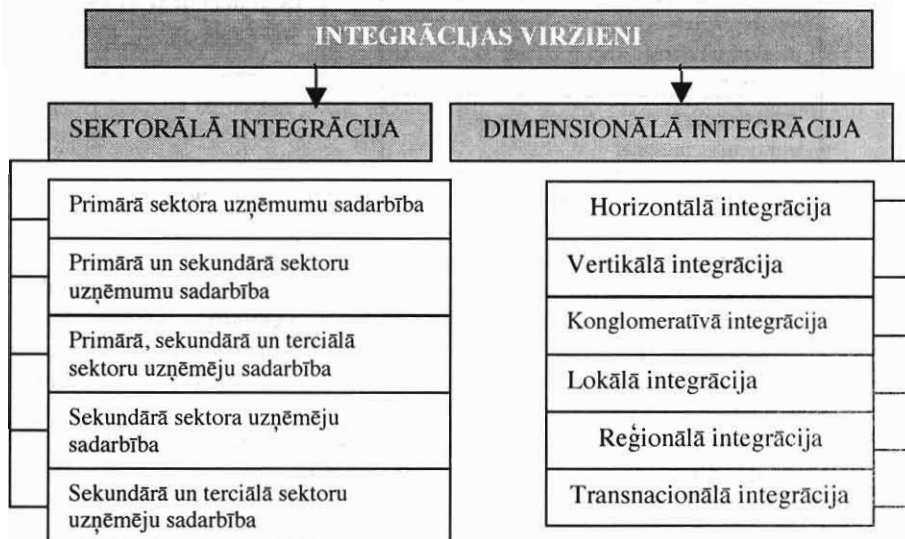 INTEGRĀCIJAS VIRZIENI
SEKTORĀLĀ INTEGRĀCIJA
Primārā sektora uzņēmumu sadarbība
Primārā un sekundārā sektoru
uzņēmumu sadarbība
Primārā, sekundārā un terciālā
sektoru uzņēmēju sadarbība
Sekundārā sektora uzņēmēju
sadarbība
Sekundārā un terciālā sektoru
uzņēmēju sadarbība
DIMENSIONĀLĀ INTEGRĀCIJA
Horizontālā integrācija
Vertikālā integrācija
Konglomeratīvā integrācija
Lokālā integrācija
Reģionālā integrācija
Transnacionālā integrācija